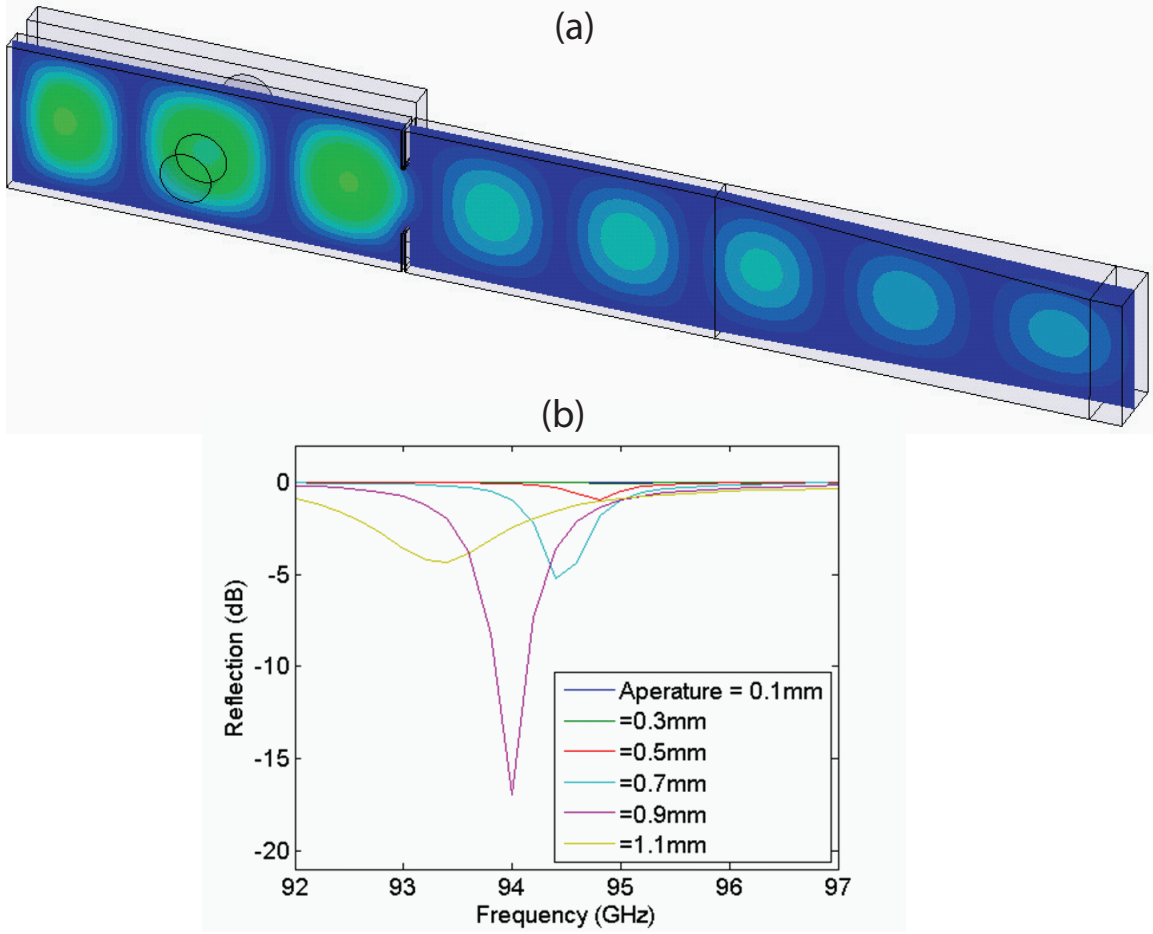 (a)
(b)
0
-5
-10
-15
-20
Reflection (dB)
Aperature = 0.1mm
=0.3mm
=0.5mm
=0.7mm
=0.9mm
=1.1mm
92 93 94 95 96 97
Frequency (GHz)